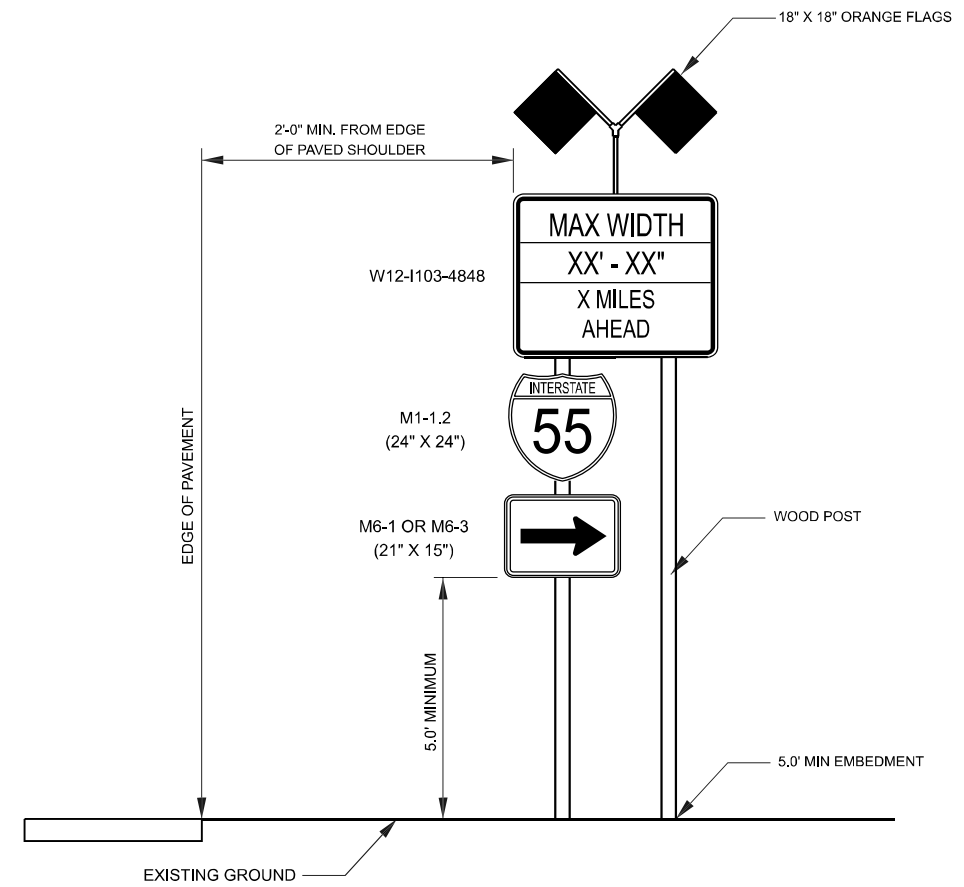 18" X 18" ORANGE FLAGS
2'-0" MIN. FROM EDGE
OF PAVED SHOULDER
MAX WIDTH
XX' - XX"
X MILES
AHEAD
W12-I103-4848
INTERSTATE
55
M1-1.2
(24" X 24")
EDGE OF PAVEMENT
M6-1 OR M6-3
(21" X 15")
WOOD POST
5.0' MINIMUM
5.0' MIN EMBEDMENT
EXISTING GROUND